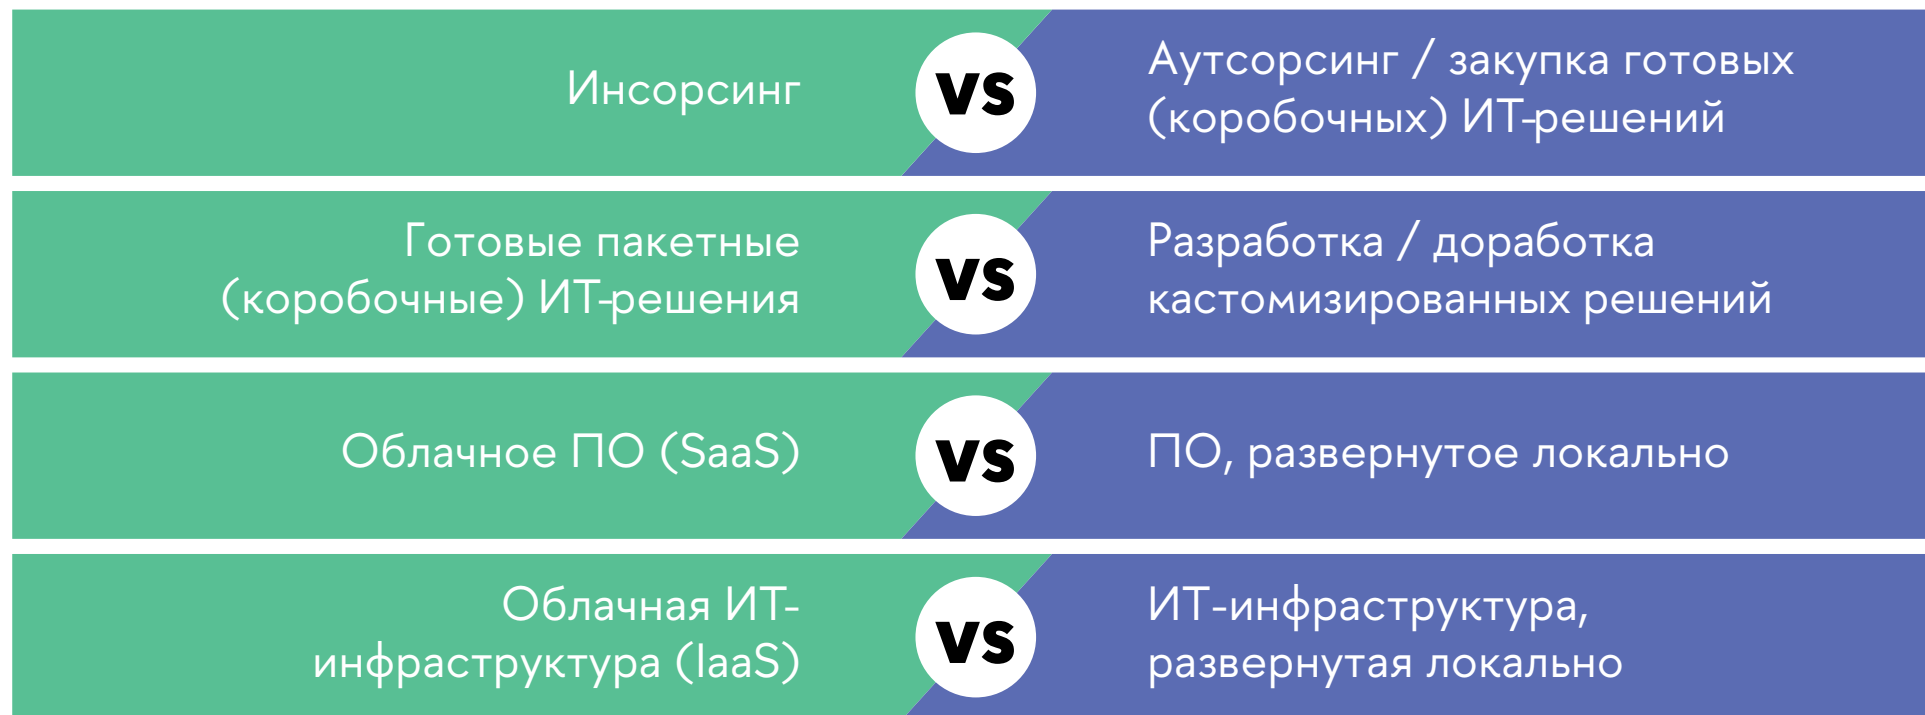 Инсорсинг
VS
Аутсорсинг / закупка готовых
(коробочных) ИТ-решений
Готовые пакетные
(коробочные) ИТ-решения
VS
Разработка / доработка
кастомизированных решений
Облачное ПО (SaaS)
VS
ПО, развернутое локально
Облачная ИТ-
инфраструктура (IaaS)
VS
ИТ-инфраструктура,
развернутая локально